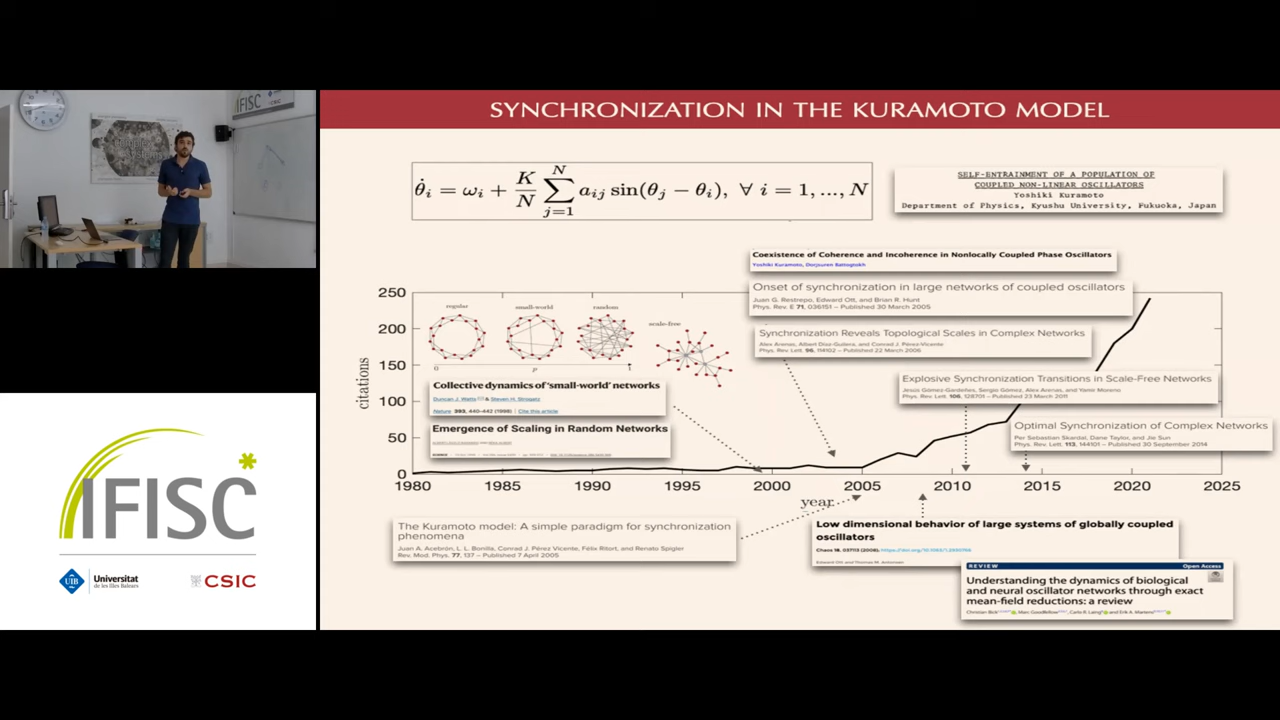 SYNCHRONIZATION IN THE KURAMOTO MODEL
θ̇ᵢ = ωᵢ + K/N ∑ⱼ₌₁ᴺ aᵢⱼ sin(θⱼ − θᵢ), ∀ i = 1, ..., N
SELF-ENTRAINMENT OF A POPULATION OF
COUPLED NON-LINEAR OSCILLATORS
Yoshiki Kuramoto
Department of Physics, Kyushu University, Fukuoka, Japan
Coexistence of Coherence and Incoherence in Nonlocally Coupled Phase Oscillators
Yoshiki Kuramoto, Dorjsuren Battogtokh
Onset of synchronization in large networks of coupled oscillators
Juan G. Restrepo, Edward Ott, and Brian R. Hunt
Phys. Rev. E 71, 036151 – Published 30 March 2005
Synchronization Reveals Topological Scales in Complex Networks
Alex Arenas, Albert Díaz-Guilera, and Conrad J. Pérez-Vicente
Phys. Rev. Lett. 96, 114102 – Published 22 March 2006
Explosive Synchronization Transitions in Scale-Free Networks
Jesús Gómez-Gardeñes, Sergio Gómez, Alex Arenas, and Yamir Moreno
Phys. Rev. Lett. 106, 128701 – Published 23 March 2011
Optimal Synchronization of Complex Networks
Per Sebastian Skardal, Dane Taylor, and Jie Sun
Phys. Rev. Lett. 113, 144101 – Published 30 September 2014
regular
small-world
random
scale-free
0
p
1
Collective dynamics of 'small-world' networks
Duncan J. Watts & Steven H. Strogatz
Nature 393, 440–442 (1998) | Cite this article
Emergence of Scaling in Random Networks
citations
250
200
150
100
50
0
1980
1985
1990
1995
2000
2005
2010
2015
2020
2025
year
The Kuramoto model: A simple paradigm for synchronization
phenomena
Juan A. Acebrón, L. L. Bonilla, Conrad J. Pérez Vicente, Félix Ritort, and Renato Spigler
Rev. Mod. Phys. 77, 137 – Published 7 April 2005
Low dimensional behavior of large systems of globally coupled
oscillators
Chaos 18, 037113 (2008);
Edward Ott and Thomas M. Antonsen
REVIEW
Open Access
Understanding the dynamics of biological
and neural oscillator networks through exact
mean-field reductions: a review
Christian Bick, Marc Goodfellow, Carlo R. Laing and Erik A. Martens
IFISC
IFISC
UIB
Universitat
de les Illes Balears
CSIC